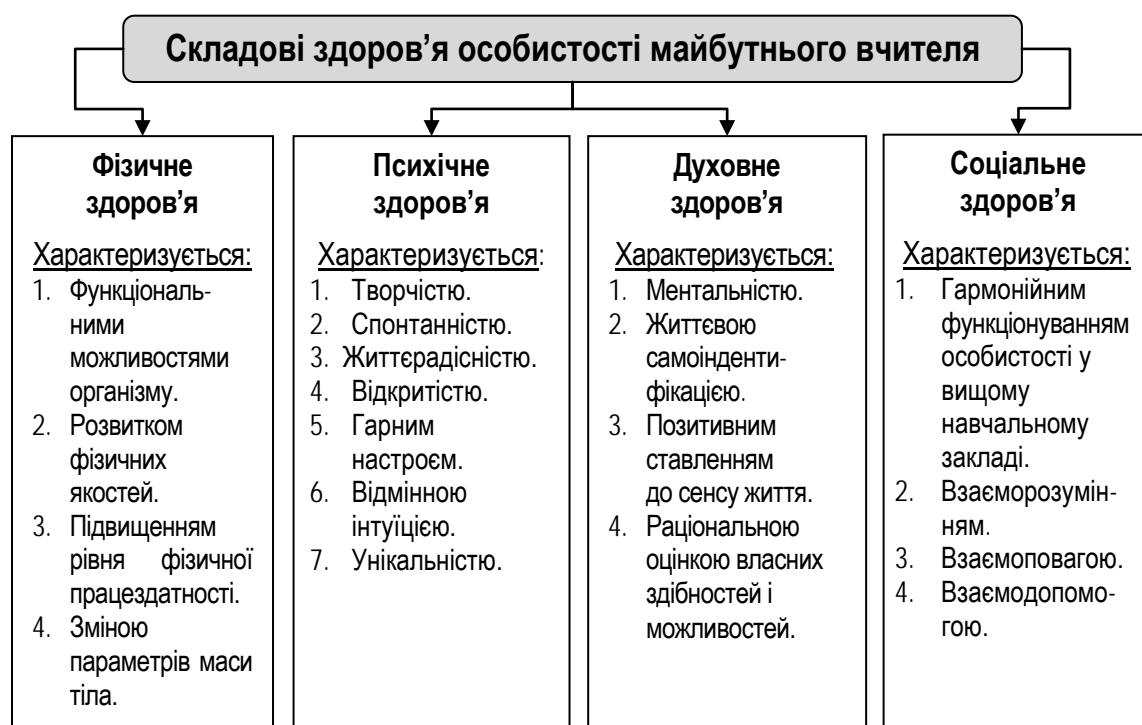 Складові здоров’я особистості майбутнього вчителя
Фізичне
здоров’я
Характеризується:
1. Функціональ-
ними
можливостями
організму.
2. Розвитком
фізичних
якостей.
3. Підвищенням
рівня фізичної
працездатності.
4. Зміною
параметрів маси
тіла.
Психічне
здоров’я
Характеризується:
1. Творчістю.
2. Спонтанністю.
3. Життєрадісністю.
4. Відкритістю.
5. Гарним
настроєм.
6. Відмінною
інтуїцією.
7. Унікальністю.
Духовне
здоров’я
Характеризується:
1. Ментальністю.
2. Життєвою
самоінденти-
фікацією.
3. Позитивним
ставленням
до сенсу життя.
4. Раціональною
оцінкою власних
здібностей і
можливостей.
Соціальне
здоров’я
Характеризується:
1. Гармонійним
функціонуванням
особистості у
вищому
навчальному
закладі.
2. Взаєморозумін-
ням.
3. Взаємоповагою.
4. Взаємодопомо-
гою.